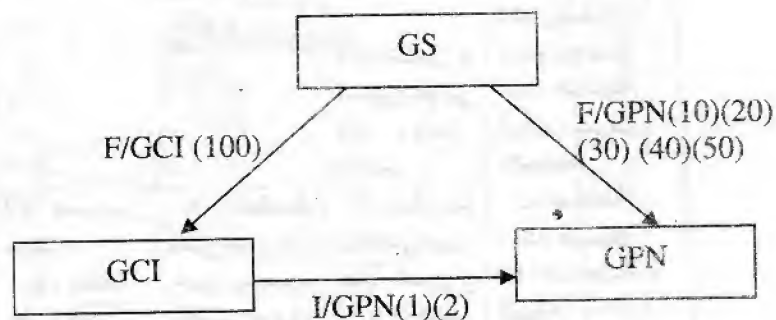 GS
F/GCI (100)
F/GPN(10)(20)
(30) (40)(50)
GCI
GPN
I/GPN(1)(2)